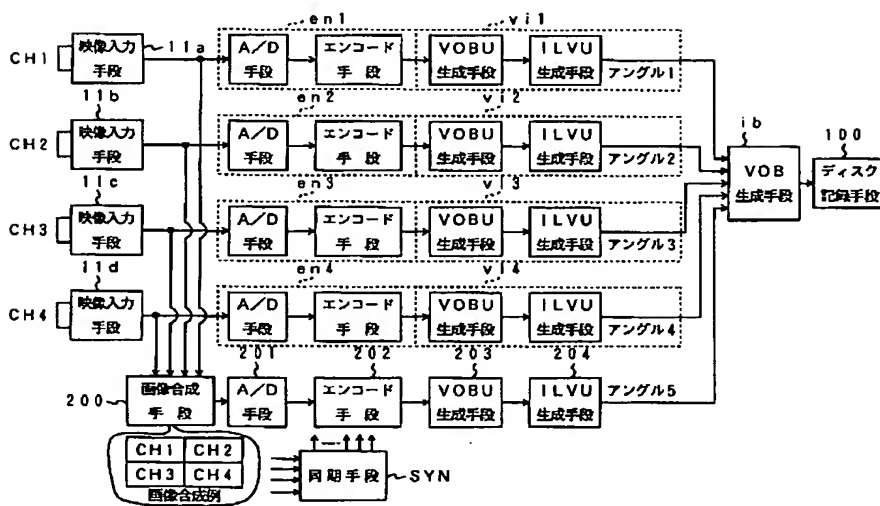 en1
vi1
CH1
映像入力
手段
11a
A/D
手段
エンコード
手 段
VOBU
生成手段
ILVU
生成手段
アングル1
11b
en2
vi2
CH2
映像入力
手段
A/D
手段
エンコード
手 段
VOBU
生成手段
ILVU
生成手段
アングル2
ib
100
VOB
生成手段
ディスク
記録手段
11c
en3
vi3
CH3
映像入力
手段
A/D
手段
エンコード
手 段
VOBU
生成手段
ILVU
生成手段
アングル3
11d
en4
vi4
CH4
映像入力
手段
A/D
手段
エンコード
手 段
VOBU
生成手段
ILVU
生成手段
アングル4
201
202
203
204
200
画像合成
手 段
A/D
手段
エンコード
手 段
VOBU
生成手段
ILVU
生成手段
アングル5
CH1
CH2
CH3
CH4
画像合成例
同期手段
SYN